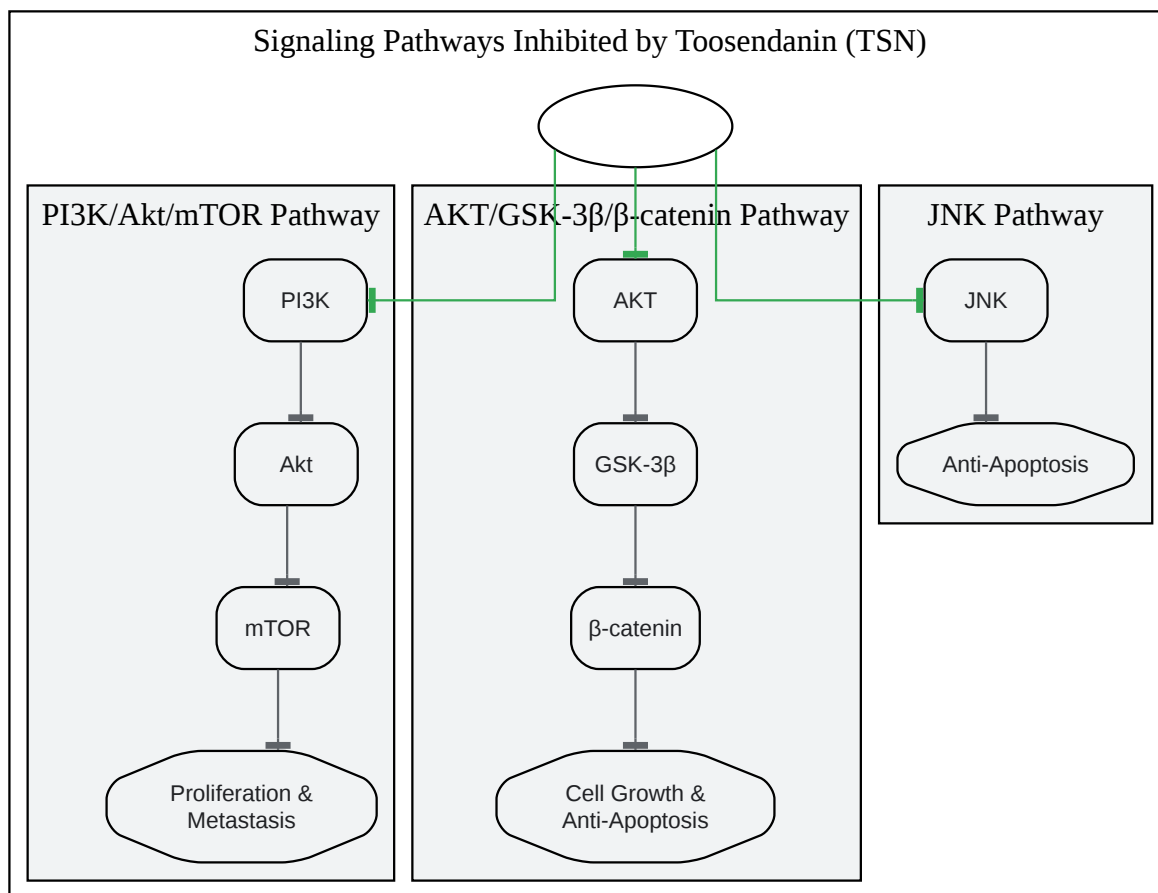 Signaling Pathways Inhibited by Toosendanin (TSN)
PI3K/Akt/mTOR Pathway
PI3K
Akt
mTOR
Proliferation &
Metastasis
AKT/GSK-3β/β-catenin Pathway
AKT
GSK-3β
β-catenin
Cell Growth &
Anti-Apoptosis
JNK Pathway
JNK
Anti-Apoptosis